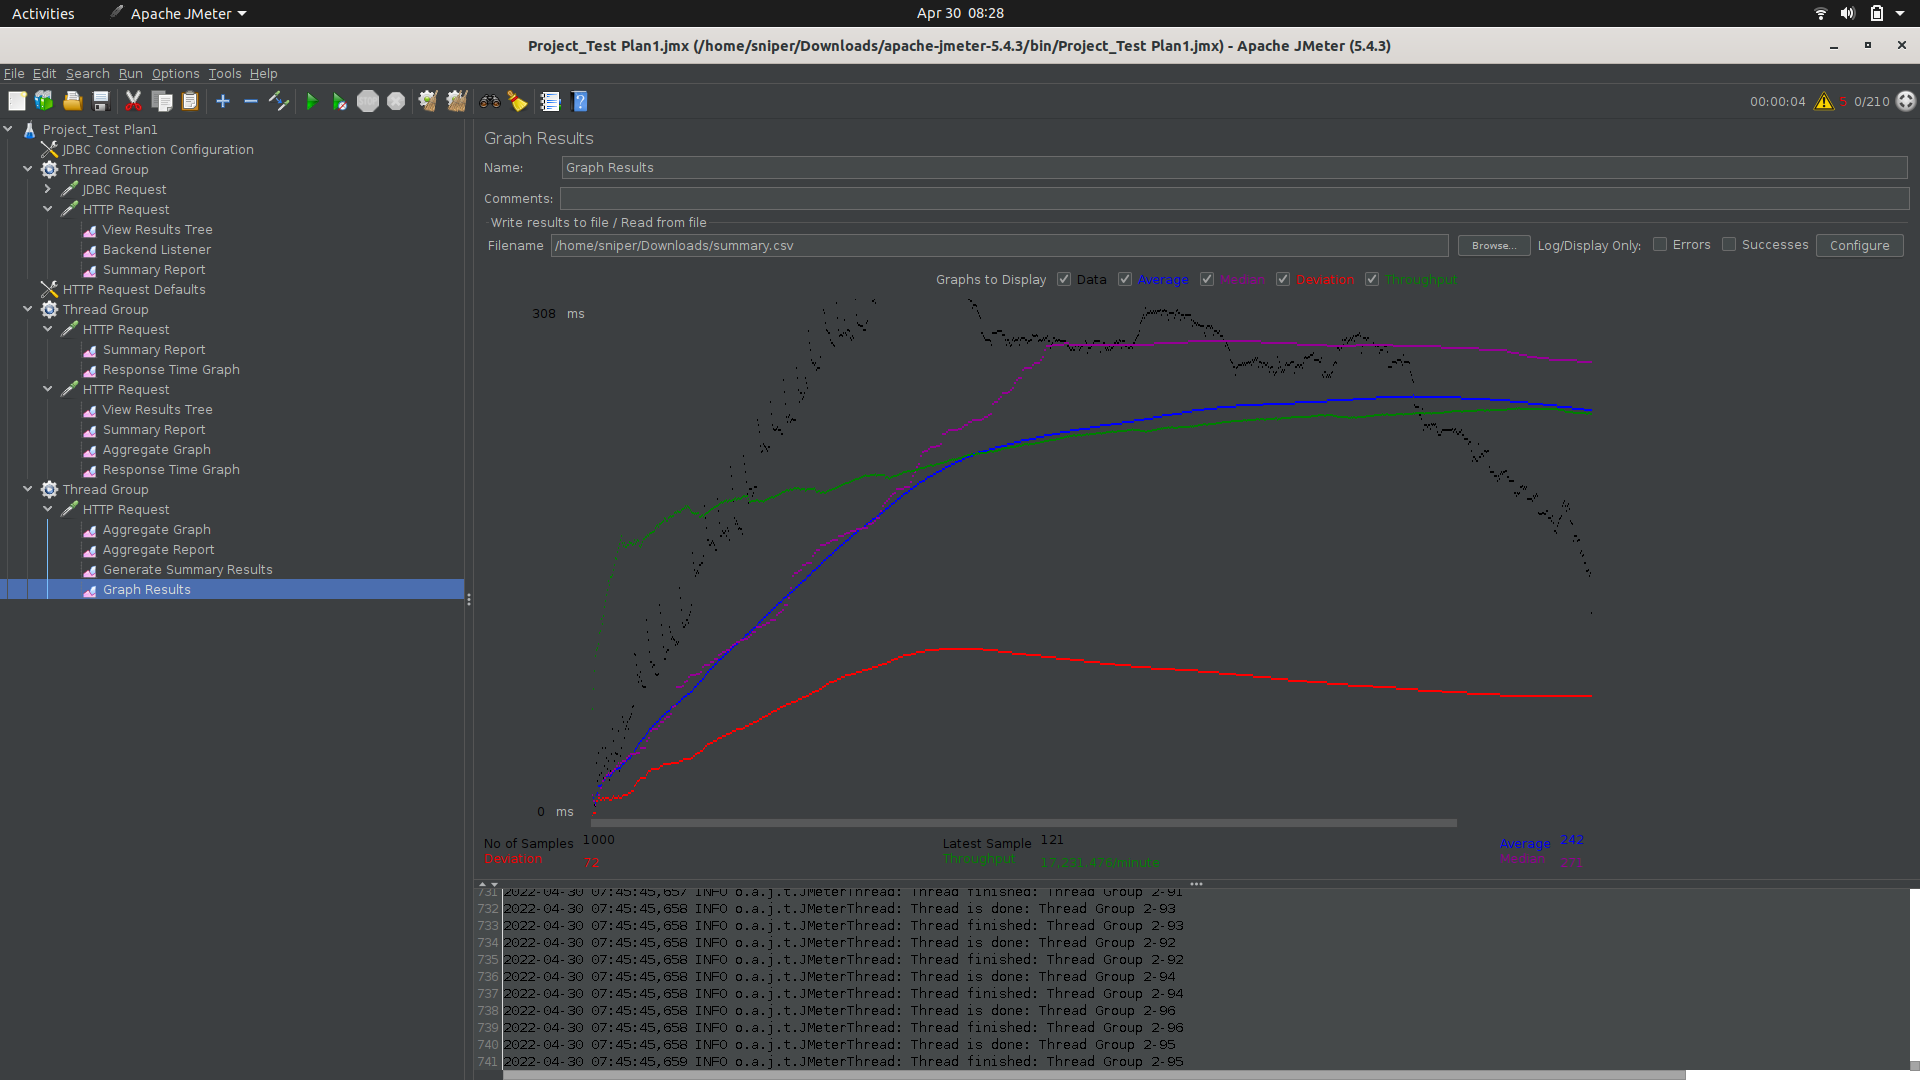 Activities
Apache JMeter
Apr 30 08:28
Project_Test Plan1.jmx (/home/sniper/Downloads/apache-jmeter-5.4.3/bin/Project_Test Plan1.jmx) - Apache JMeter (5.4.3)
File Edit Search Run Options Tools Help
00:00:04 5 0/210
Project_Test Plan1
JDBC Connection Configuration
Thread Group
JDBC Request
HTTP Request
View Results Tree
Backend Listener
Summary Report
HTTP Request Defaults
Thread Group
HTTP Request
Summary Report
Response Time Graph
HTTP Request
View Results Tree
Summary Report
Aggregate Graph
Response Time Graph
Thread Group
HTTP Request
Aggregate Graph
Aggregate Report
Generate Summary Results
Graph Results
Graph Results
Name: Graph Results
Comments:
Write results to file / Read from file
Filename /home/sniper/Downloads/summary.csv Browse... Log/Display Only: Errors Successes Configure
Graphs to Display Data Average Median Deviation Throughput
308 ms
0 ms
No of Samples 1000 Latest Sample 121 Average 242
Deviation 72 Throughput 17,231.476/minute Median 271
731 2022-04-30 07:45:45,657 INFO o.a.j.t.JMeterThread: Thread finished: Thread Group 2-91
732 2022-04-30 07:45:45,658 INFO o.a.j.t.JMeterThread: Thread is done: Thread Group 2-93
733 2022-04-30 07:45:45,658 INFO o.a.j.t.JMeterThread: Thread finished: Thread Group 2-93
734 2022-04-30 07:45:45,658 INFO o.a.j.t.JMeterThread: Thread is done: Thread Group 2-92
735 2022-04-30 07:45:45,658 INFO o.a.j.t.JMeterThread: Thread finished: Thread Group 2-92
736 2022-04-30 07:45:45,658 INFO o.a.j.t.JMeterThread: Thread is done: Thread Group 2-94
737 2022-04-30 07:45:45,658 INFO o.a.j.t.JMeterThread: Thread finished: Thread Group 2-94
738 2022-04-30 07:45:45,658 INFO o.a.j.t.JMeterThread: Thread is done: Thread Group 2-96
739 2022-04-30 07:45:45,658 INFO o.a.j.t.JMeterThread: Thread finished: Thread Group 2-96
740 2022-04-30 07:45:45,658 INFO o.a.j.t.JMeterThread: Thread is done: Thread Group 2-95
741 2022-04-30 07:45:45,659 INFO o.a.j.t.JMeterThread: Thread finished: Thread Group 2-95